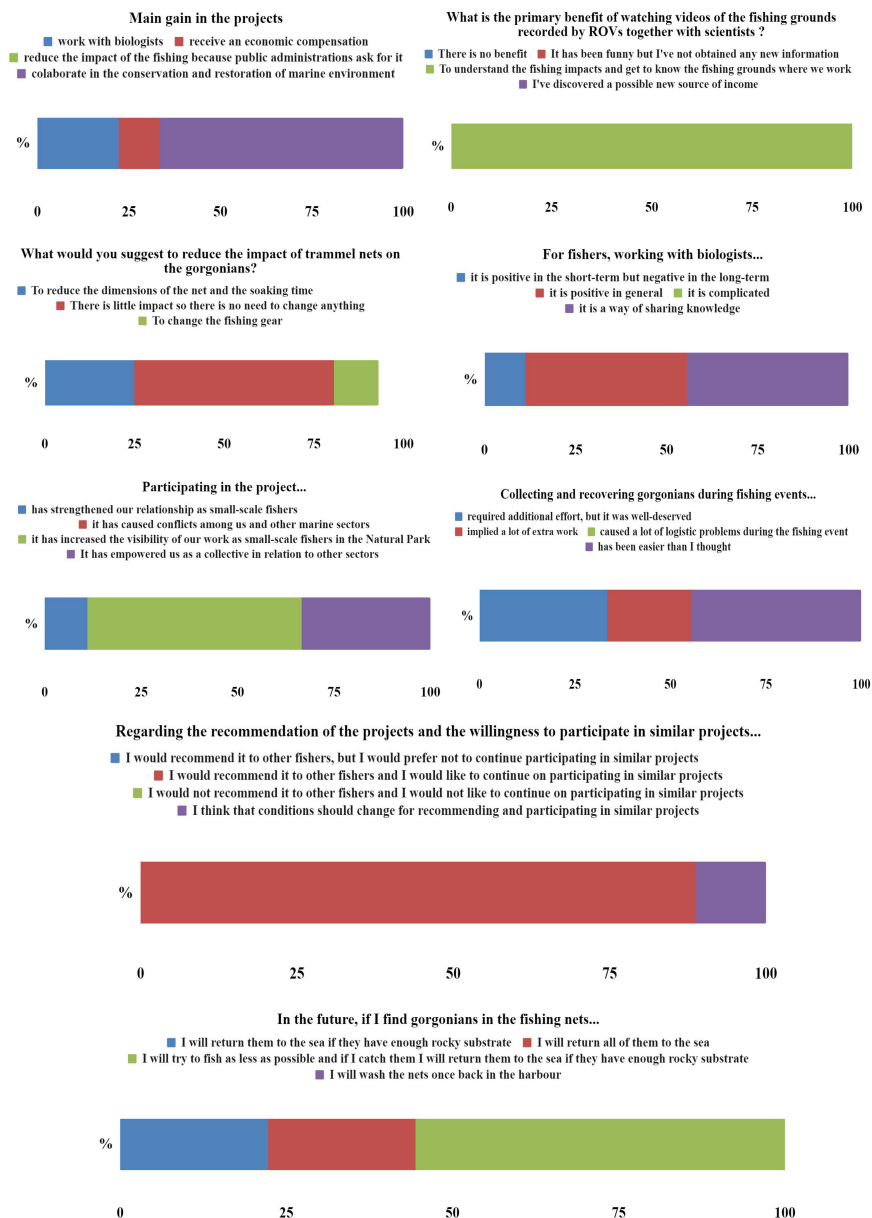 Main gain in the projects
work with biologists receive an economic compensation
reduce the impact of the fishing because public administrations ask for it
colaborate in the conservation and restoration of marine environment
%
0 25 50 75 100
What is the primary benefit of watching videos of the fishing grounds
recorded by ROVs together with scientists ?
There is no benefit It has been funny but I've not obtained any new information
To understand the fishing impacts and get to know the fishing grounds where we work
I've discovered a possible new source of income
%
0 25 50 75 100
What would you suggest to reduce the impact of trammel nets on
the gorgonians?
To reduce the dimensions of the net and the soaking time
There is little impact so there is no need to change anything
To change the fishing gear
%
0 25 50 75 100
For fishers, working with biologists...
it is positive in the short-term but negative in the long-term
it is positive in general it is complicated
it is a way of sharing knowledge
%
0 25 50 75 100
Participating in the project...
has strengthened our relationship as small-scale fishers
it has caused conflicts among us and other marine sectors
it has increased the visibility of our work as small-scale fishers in the Natural Park
It has empowered us as a collective in relation to other sectors
%
0 25 50 75 100
Collecting and recovering gorgonians during fishing events...
required additional effort, but it was well-deserved
implied a lot of extra work caused a lot of logistic problems during the fishing event
has been easier than I thought
%
0 25 50 75 100
Regarding the recommendation of the projects and the willingness to participate in similar projects...
I would recommend it to other fishers, but I would prefer not to continue participating in similar projects
I would recommend it to other fishers and I would like to continue on participating in similar projects
I would not recommend it to other fishers and I would not like to continue on participating in similar projects
I think that conditions should change for recommending and participating in similar projects
%
0 25 50 75 100
In the future, if I find gorgonians in the fishing nets...
I will return them to the sea if they have enough rocky substrate I will return all of them to the sea
I will try to fish as less as possible and if I catch them I will return them to the sea if they have enough rocky substrate
I will wash the nets once back in the harbour
%
0 25 50 75 100